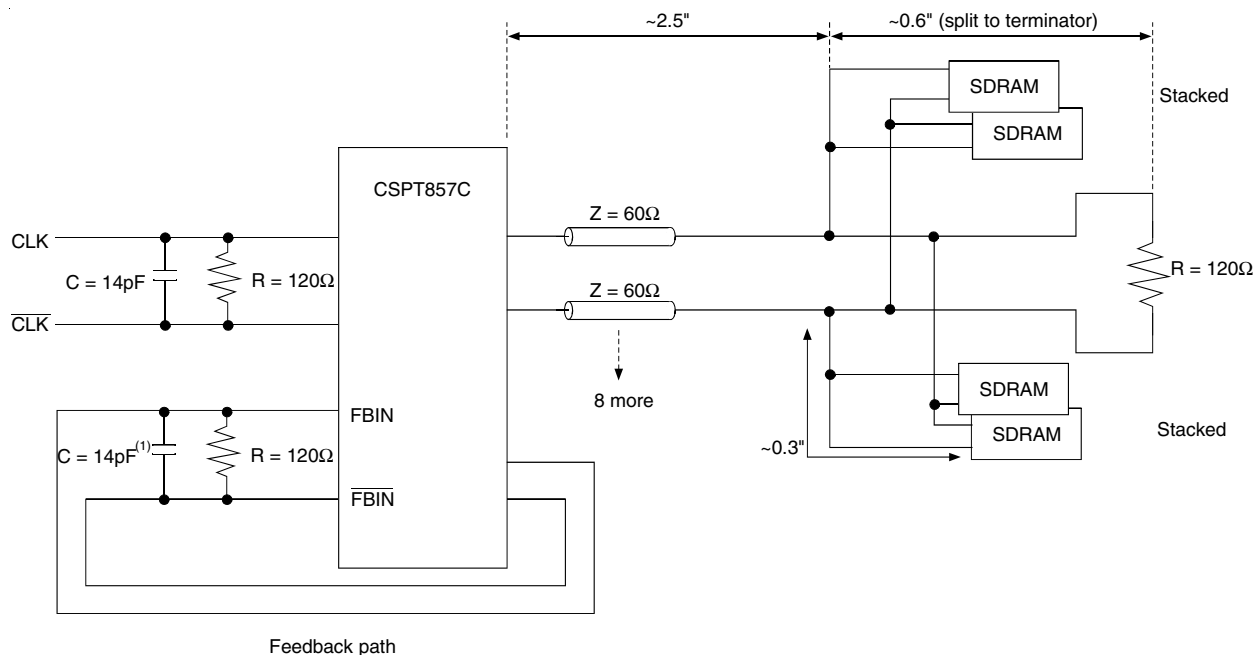 ~2.5"
~0.6" (split to terminator)
SDRAM
Stacked
SDRAM
CSPT857C
Z = 60Ω
CLK
C = 14pF
R = 120Ω
R = 120Ω
CLK
Z = 60Ω
8 more
SDRAM
FBIN
SDRAM
Stacked
C = 14pF(1)
R = 120Ω
~0.3"
FBIN
Feedback path